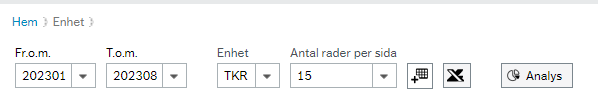 Hem Enhet
Fr.o.m. T.o.m. Enhet Antal rader per sida
202301 202308 TKR 15 Analys